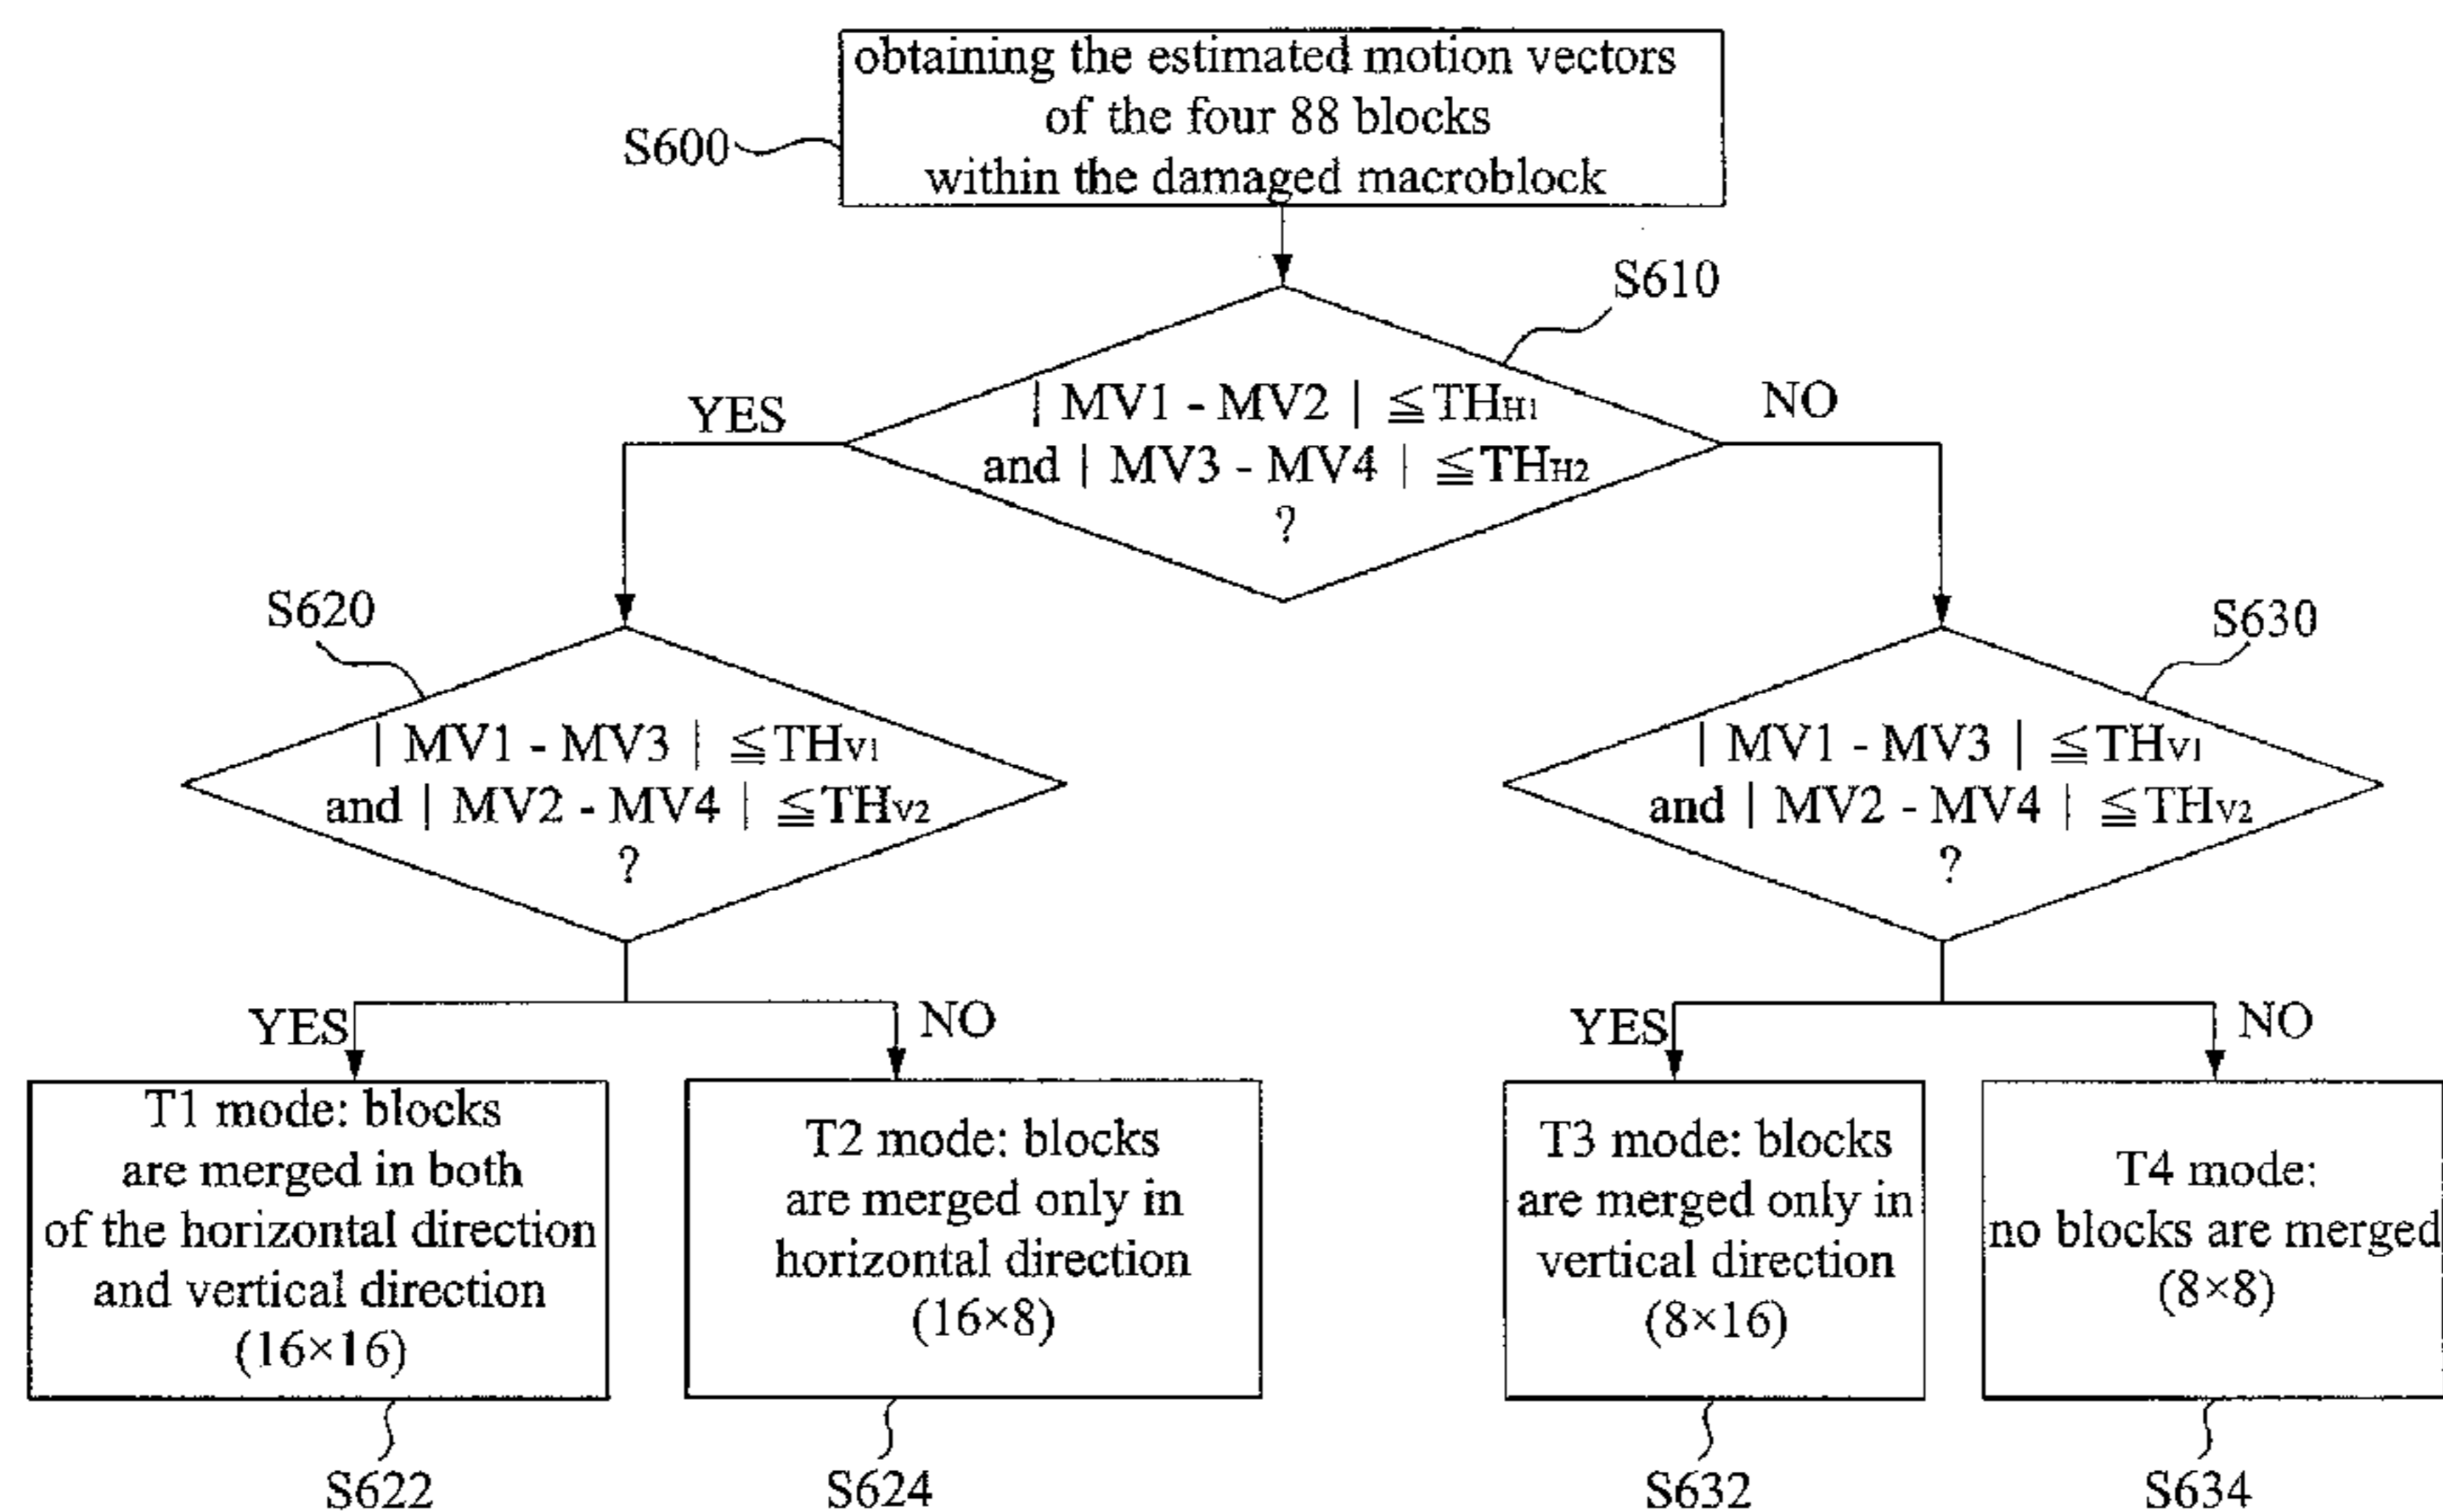 obtaining the estimated motion vectors
of the four 88 blocks
within the damaged macroblock
S600
S610
| MV1 - MV2 | ≦THH1
and | MV3 - MV4 | ≦THH2
?
YES
NO
S620
| MV1 - MV3 | ≦THV1
and | MV2 - MV4 | ≦THV2
?
S630
| MV1 - MV3 | ≦THV1
and | MV2 - MV4 | ≦THV2
?
YES
NO
YES
NO
T1 mode: blocks
are merged in both
of the horizontal direction
and vertical direction
(16×16)
T2 mode: blocks
are merged only in
horizontal direction
(16×8)
T3 mode: blocks
are merged only in
vertical direction
(8×16)
T4 mode:
no blocks are merged
(8×8)
S622
S624
S632
S634